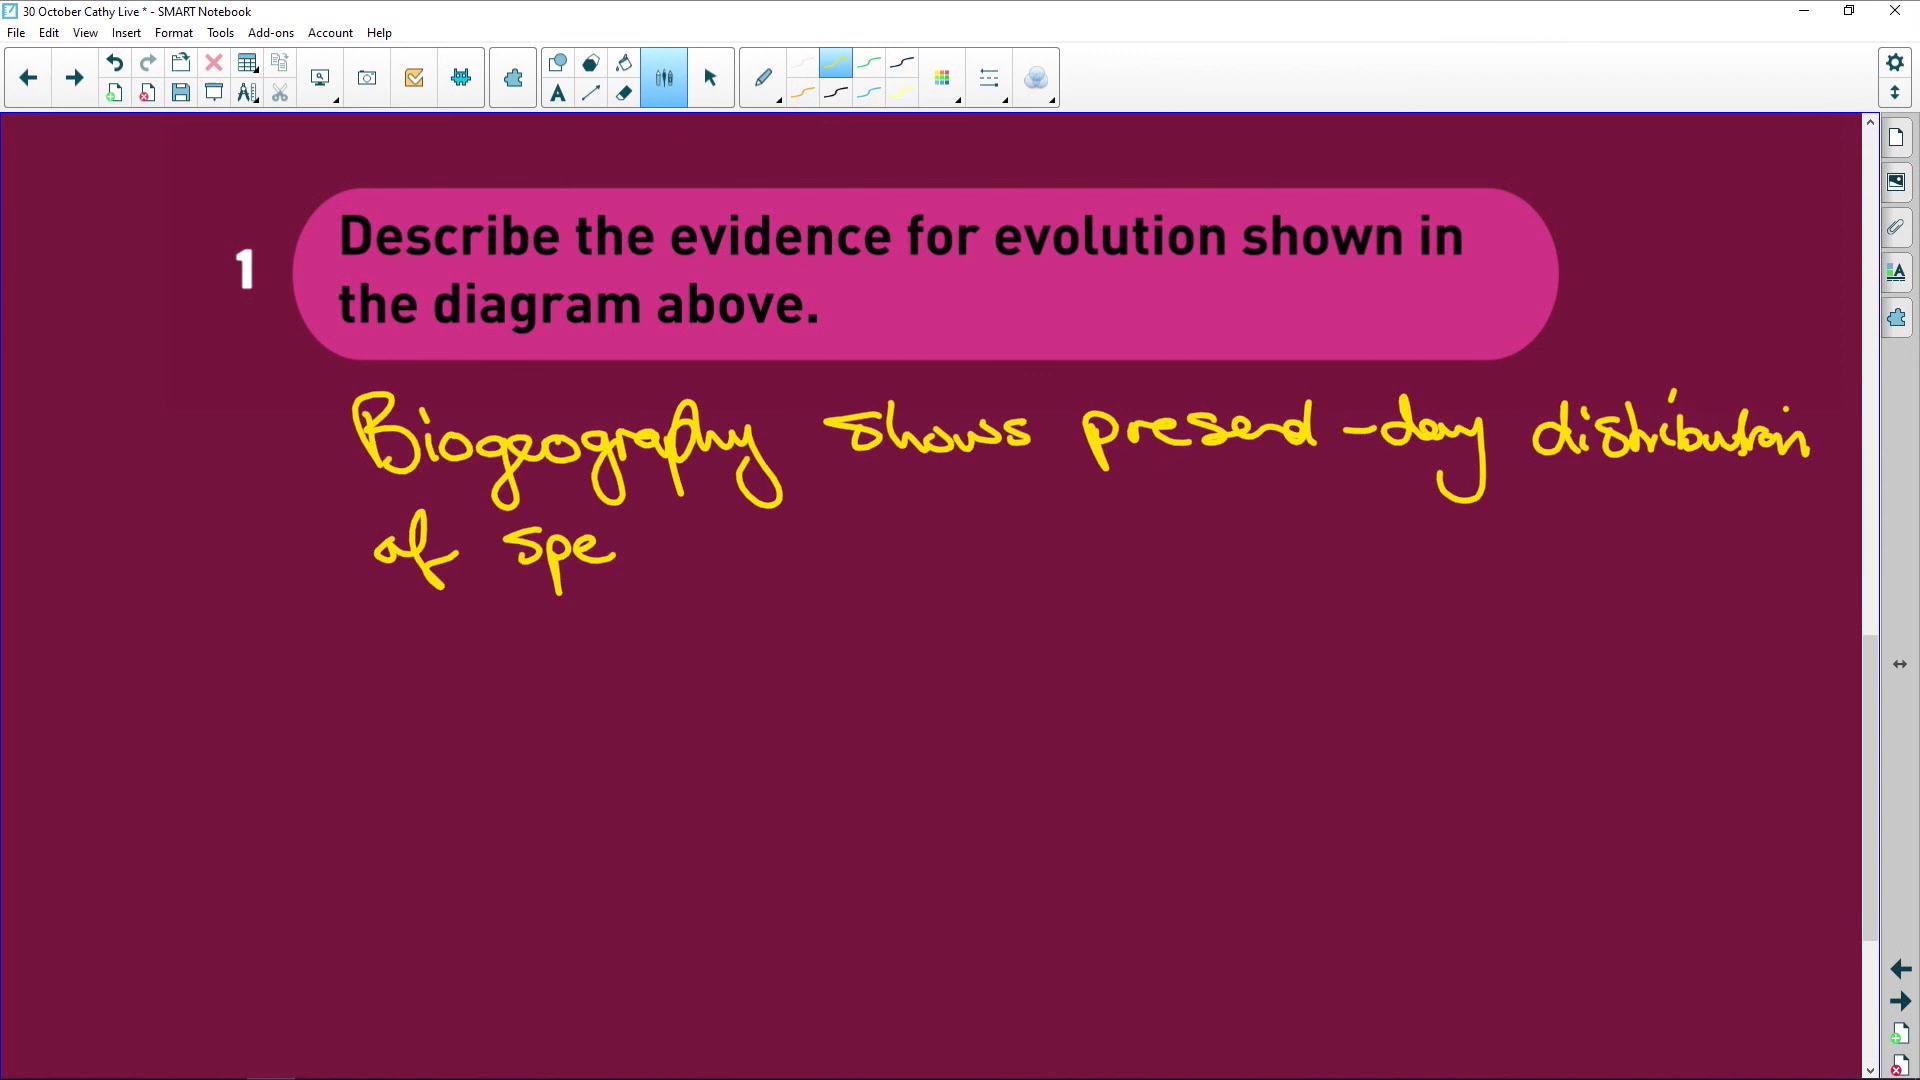 30 October Cathy Live * - SMART Notebook
File Edit View Insert Format Tools Add-ons Account Help
1
Describe the evidence for evolution shown in
the diagram above.
Biogeography shows present-day distribution
of spe